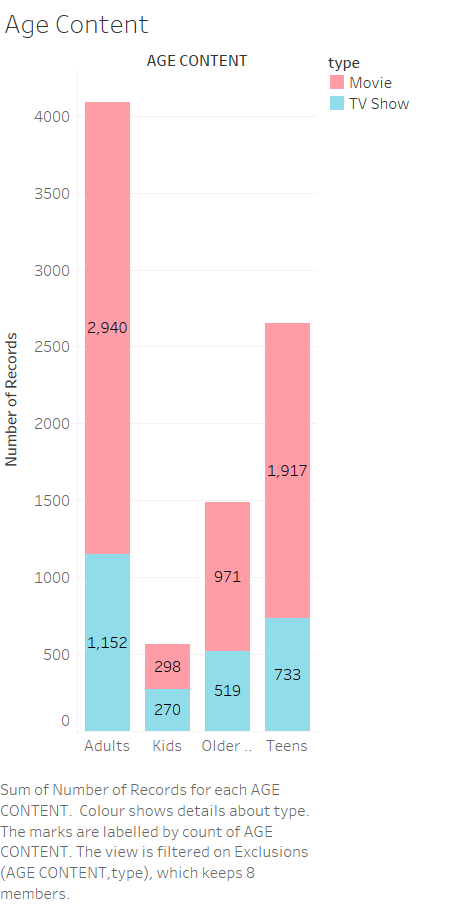 Age Content
AGE CONTENT
type
Movie
TV Show
Number of Records
4000
3500
3000
2500
2000
1500
1000
500
0
2,940
1,152
298
270
971
519
1,917
733
Adults Kids Older .. Teens
Sum of Number of Records for each AGE
CONTENT.  Colour shows details about type.
The marks are labelled by count of AGE
CONTENT. The view is filtered on Exclusions
(AGE CONTENT,type), which keeps 8
members.